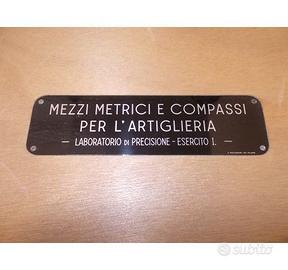 MEZZI METRICI E COMPASSI
PER L'ARTIGLIERIA
— LABORATORIO DI PRECISIONE - ESERCITO I. —
subito